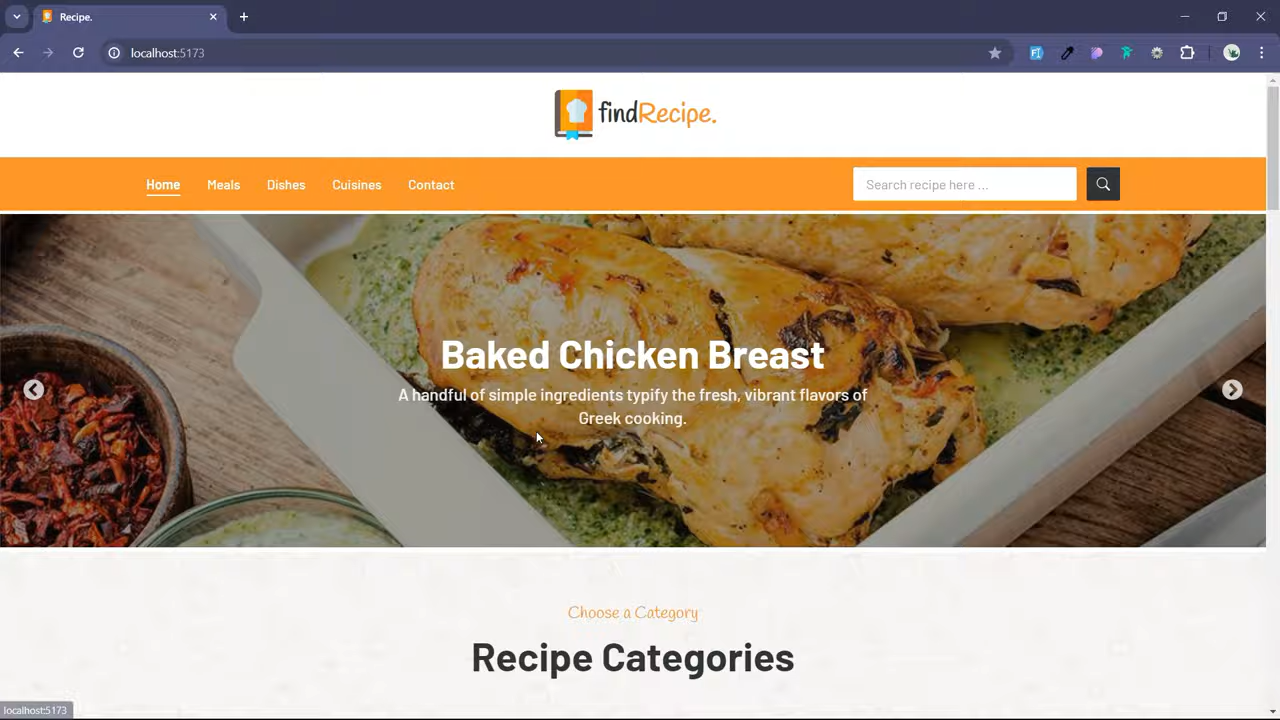 Recipe.
localhost:5173
findRecipe.
Home Meals Dishes Cuisines Contact Search recipe here ...
Baked Chicken Breast
A handful of simple ingredients typify the fresh, vibrant flavors of
Greek cooking.
Choose a Category
Recipe Categories
localhost:5173